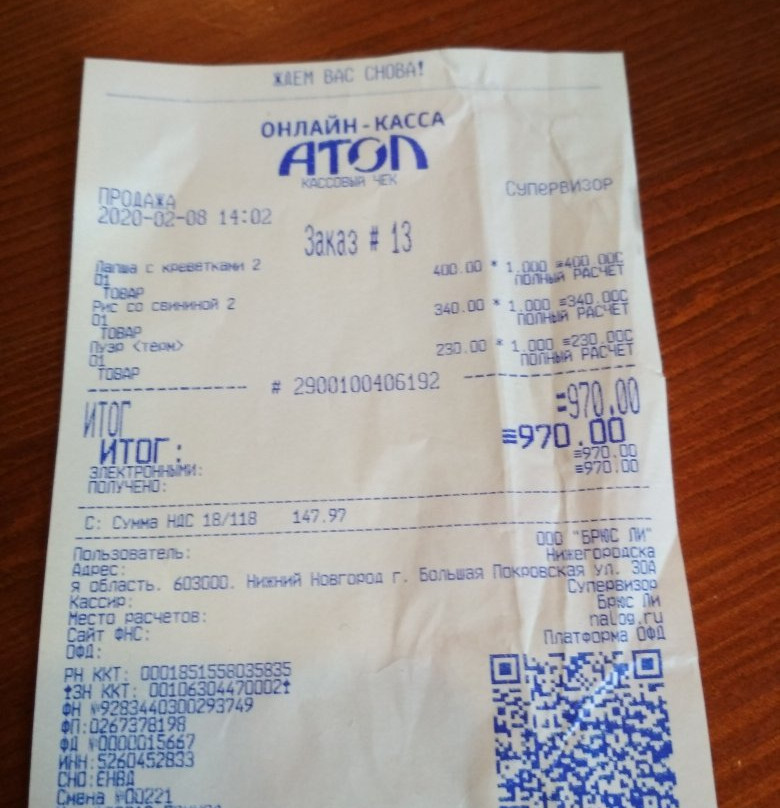 ЖДЕМ ВАС СНОВА!
ОНЛАЙН-КАССА
АТОЛ
КАССОВЫЙ ЧЕК
ПРОДАЖА СУПЕРВИЗОР
2020-02-08 14:02
Заказ # 13
Лапша с креветками 2
01 400.00 * 1.000 ≡400.00С
ТОВАР ПОЛНЫЙ РАСЧЕТ
Рис со свининой 2
01 340.00 * 1.000 ≡340.00С
ТОВАР ПОЛНЫЙ РАСЧЕТ
Пуэр <терм>
01 230.00 * 1.000 ≡230.00С
ТОВАР ПОЛНЫЙ РАСЧЕТ
# 2900100406192
ИТОГ =970.00
ИТОГ: ≡970.00
ЭЛЕКТРОННЫМИ: ≡970.00
ПОЛУЧЕНО: ≡970.00
С: Сумма НДС 18/118 147.97
Пользователь: ООО "БРЮС ЛИ"
Адрес: Нижегородска
я область. 603000. Нижний Новгород г. Большая Покровская ул. 30А
Кассир: Супервизор
Место расчетов: Брюс Ли
Сайт ФНС: nalog.ru
ОФД: Платформа ОФД
РН ККТ: 0001851558035835
ЗН ККТ: 00106304470002
ФН №9283440300293749
ФП:0267378198
ФД №0000015667
ИНН:5260452833
СНО:ЕНВД
Смена №00221